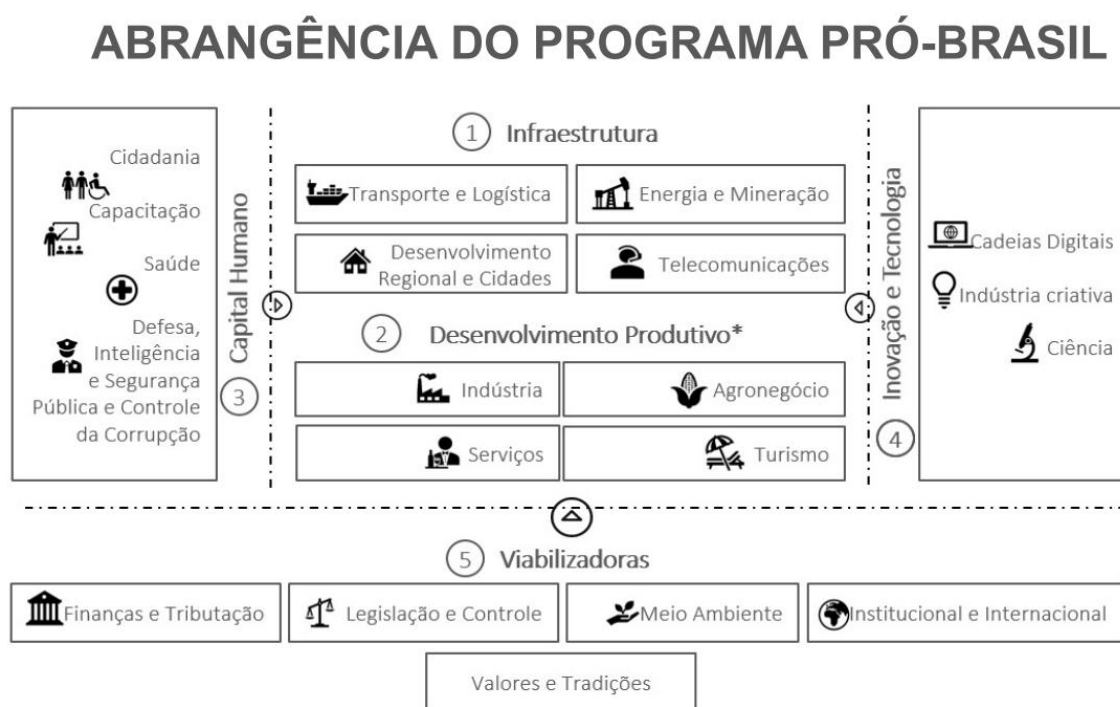 ABRANGÊNCIA DO PROGRAMA PRÓ-BRASIL
Cidadania
Capacitação
Saúde
Defesa,
Inteligência
e Segurança
Pública e Controle
da Corrupção
Capital Humano
3
1 Infraestrutura
Transporte e Logística
Energia e Mineração
Desenvolvimento
Regional e Cidades
Telecomunicações
2 Desenvolvimento Produtivo*
Indústria
Agronegócio
Serviços
Turismo
Inovação e Tecnologia
4
Cadeias Digitais
Indústria criativa
Ciência
5 Viabilizadoras
Finanças e Tributação
Legislação e Controle
Meio Ambiente
Institucional e Internacional
Valores e Tradições